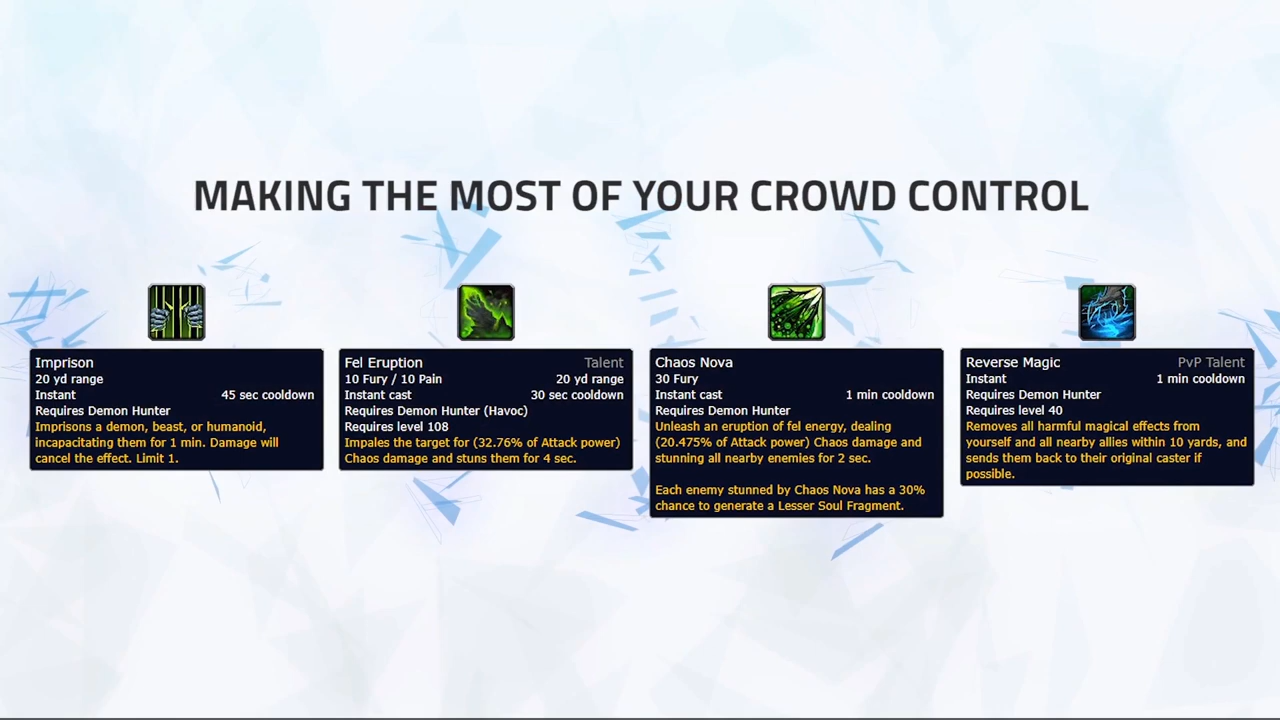 MAKING THE MOST OF YOUR CROWD CONTROL
Imprison
20 yd range
Instant 45 sec cooldown
Requires Demon Hunter
Imprisons a demon, beast, or humanoid,
incapacitating them for 1 min. Damage will
cancel the effect. Limit 1.
Fel Eruption Talent
10 Fury / 10 Pain 20 yd range
Instant cast 30 sec cooldown
Requires Demon Hunter (Havoc)
Requires level 108
Impales the target for (32.76% of Attack power)
Chaos damage and stuns them for 4 sec.
Chaos Nova
30 Fury
Instant cast 1 min cooldown
Requires Demon Hunter
Unleash an eruption of fel energy, dealing
(20.475% of Attack power) Chaos damage and
stunning all nearby enemies for 2 sec.
Each enemy stunned by Chaos Nova has a 30%
chance to generate a Lesser Soul Fragment.
Reverse Magic PvP Talent
Instant 1 min cooldown
Requires Demon Hunter
Requires level 40
Removes all harmful magical effects from
yourself and all nearby allies within 10 yards, and
sends them back to their original caster if
possible.